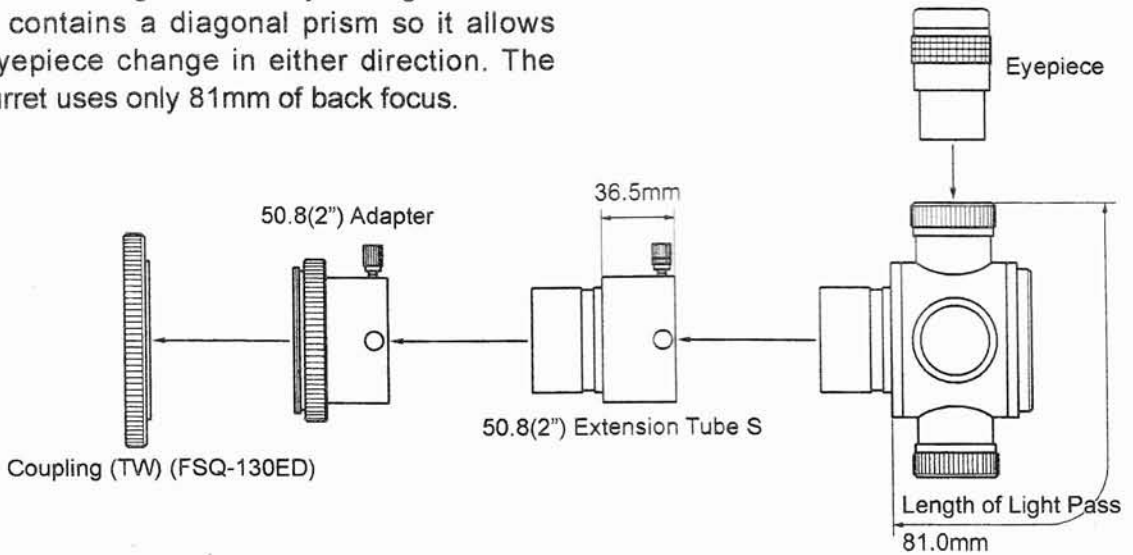 contains a diagonal prism so it allows
yepiece change in either direction. The
rret uses only 81mm of back focus.
Eyepiece
36.5mm
50.8(2") Adapter
50.8(2") Extension Tube S
Coupling (TW) (FSQ-130ED)
Length of Light Pass
81.0mm